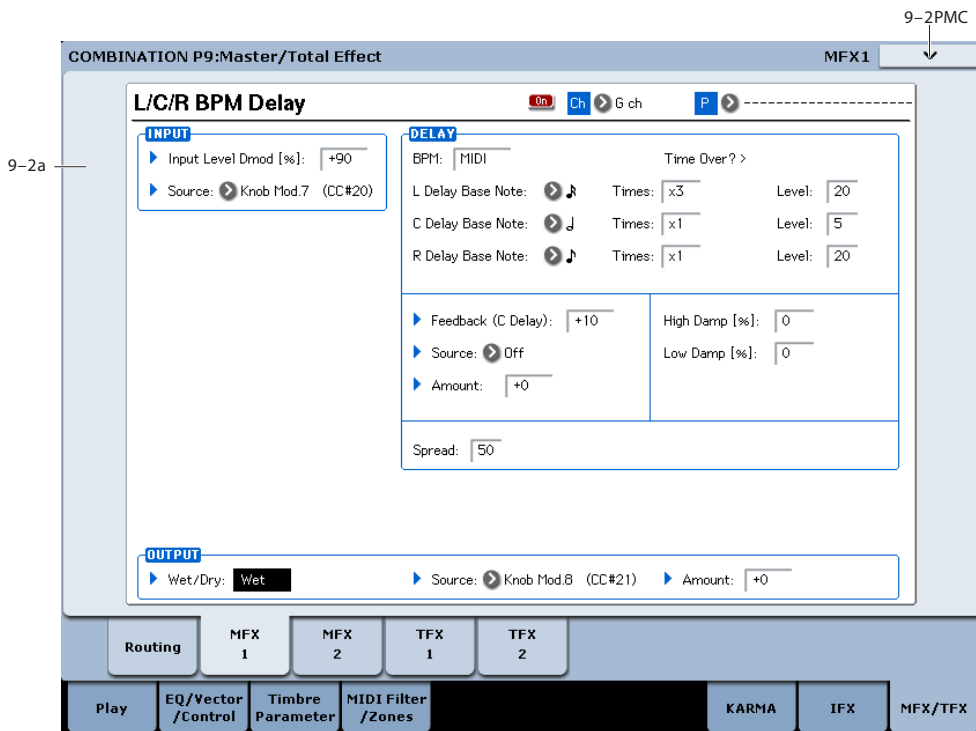 9–2PMC
COMBINATION P9:Master/Total Effect MFX1
L/C/R BPM Delay On Ch G ch P ----------------------
9–2a
INPUT
Input Level Dmod [%]: +90
Source: Knob Mod.7 (CC#20)
DELAY
BPM: MIDI Time Over? >
L Delay Base Note: Times: x3 Level: 20
C Delay Base Note: Times: x1 Level: 5
R Delay Base Note: ♪ Times: x1 Level: 20
Feedback (C Delay): +10
Source: Off
Amount: +0
High Damp [%]: 0
Low Damp [%]: 0
Spread: 50
OUTPUT
Wet/Dry: Wet Source: Knob Mod.8 (CC#21) Amount: +0
Routing
MFX
1
MFX
2
TFX
1
TFX
2
Play
EQ/Vector
/Control
Timbre
Parameter
MIDI Filter
/Zones
KARMA
IFX
MFX/TFX